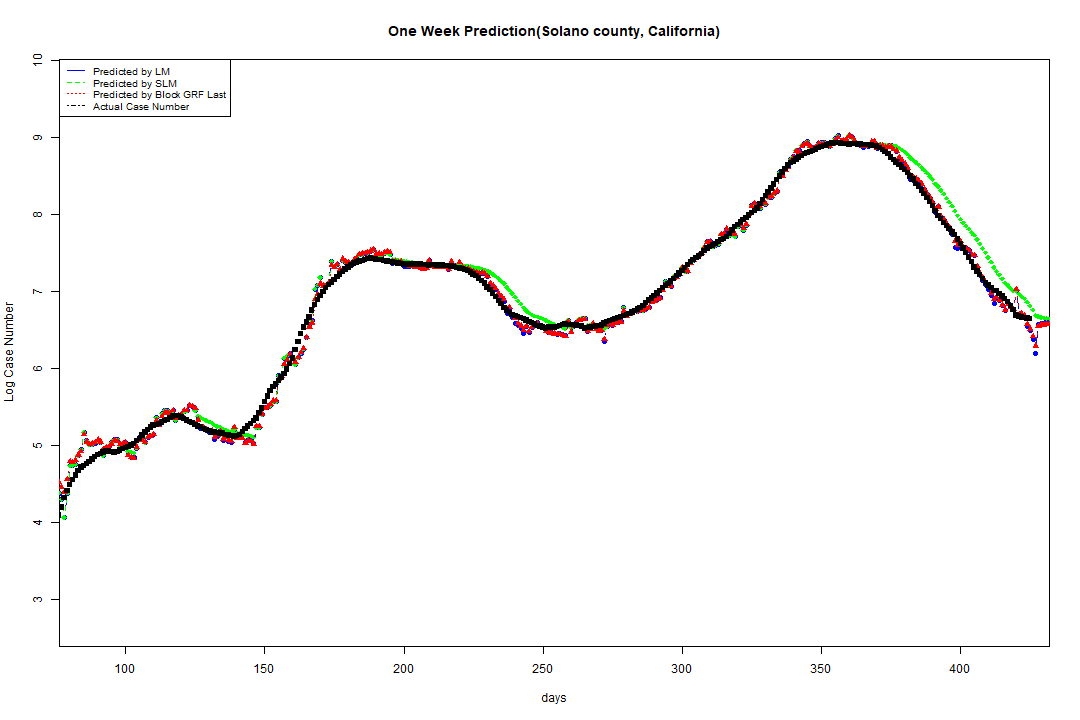 One Week Prediction(Solano county, California)
Predicted by LM
Predicted by SLM
Predicted by Block GRF Last
Actual Case Number
10
9
8
7
6
5
4
3
Log Case Number
100 150 200 250 300 350 400
days